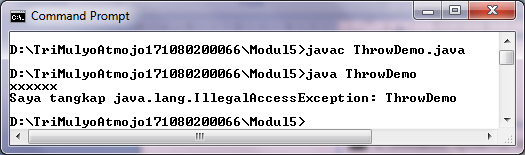 Command Prompt
D:\TriMulyoAtmojo171080200066\Modul5>javac ThrowDemo.java
D:\TriMulyoAtmojo171080200066\Modul5>java ThrowDemo
xxxxxx
Saya tangkap java.lang.IllegalAccessException: ThrowDemo
D:\TriMulyoAtmojo171080200066\Modul5>